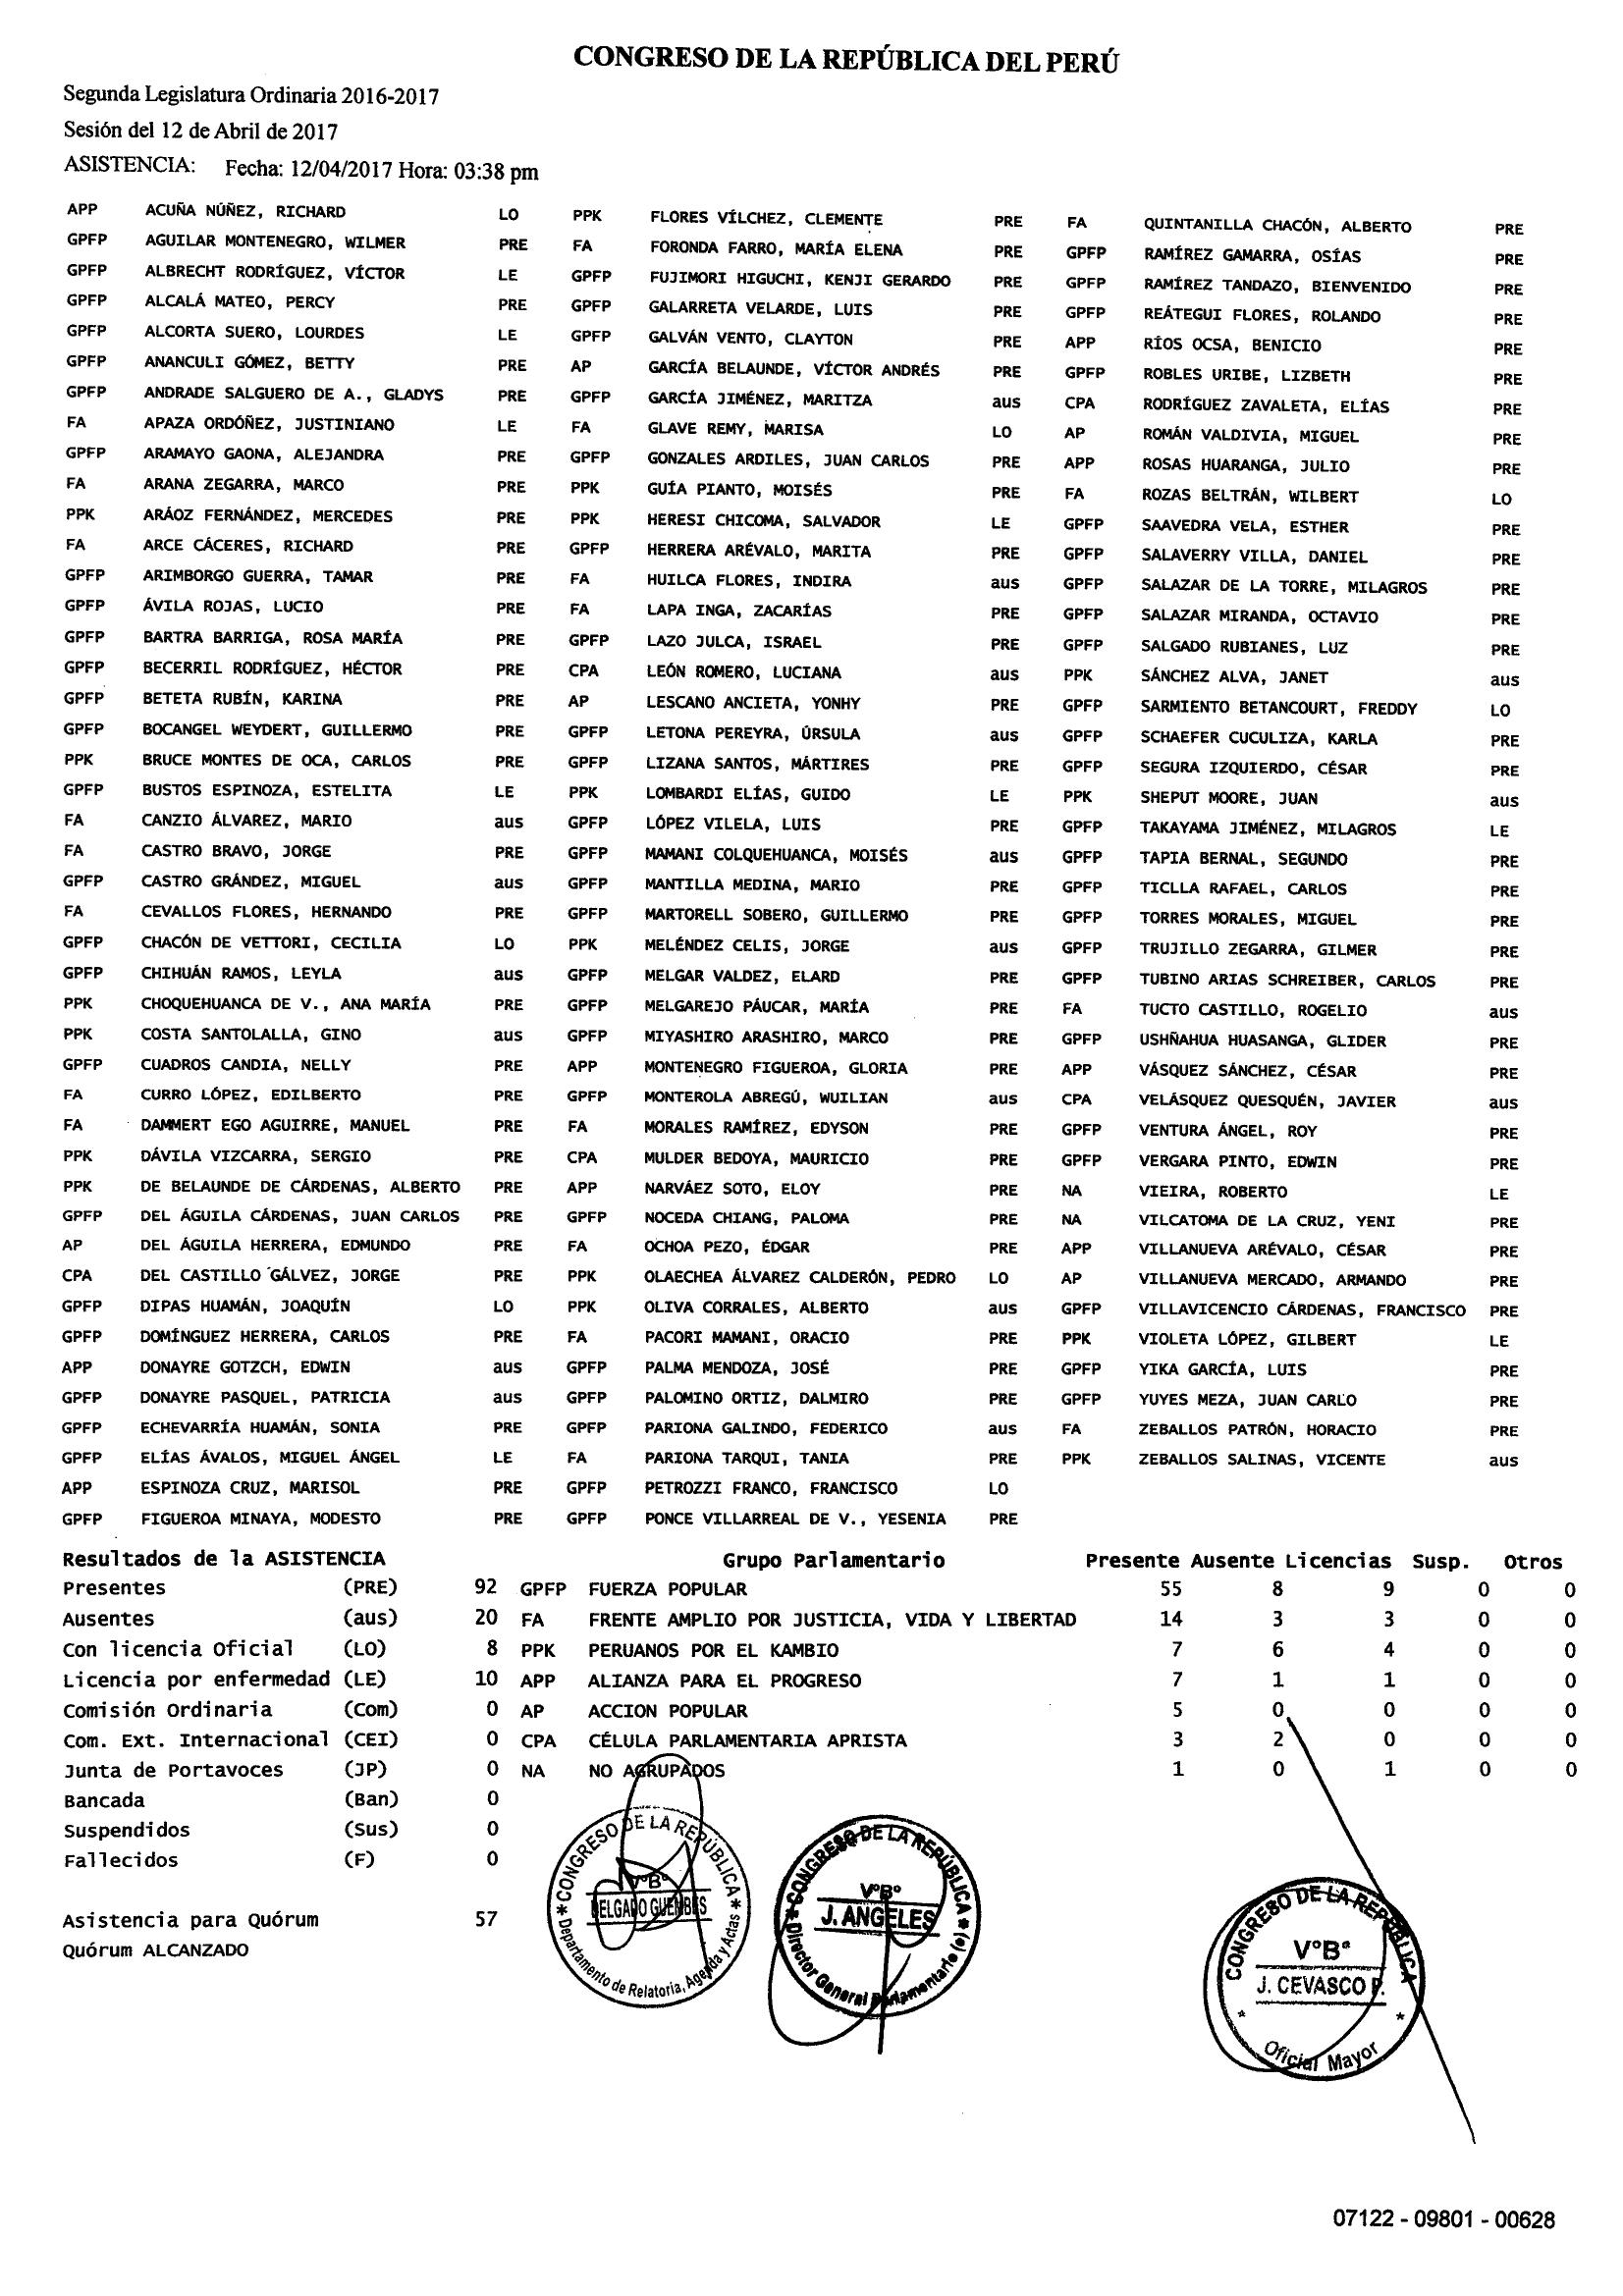 CONGRESO DE LA REPÚBLICA DEL PERÚ
Segunda Legislatura Ordinaria 2016-2017
Sesión del 12 de Abril de 2017
ASISTENCIA: Fecha: 12/04/2017 Hora: 03:38 pm
APP ACUÑA NÚÑEZ, RICHARD LO
GPFP AGUILAR MONTENEGRO, WILMER PRE
GPFP ALBRECHT RODRÍGUEZ, VÍCTOR LE
GPFP ALCALÁ MATEO, PERCY PRE
GPFP ALCORTA SUERO, LOURDES LE
GPFP ANANCULI GÓMEZ, BETTY PRE
GPFP ANDRADE SALGUERO DE A., GLADYS PRE
FA APAZA ORDÓÑEZ, JUSTINIANO LE
GPFP ARAMAYO GAONA, ALEJANDRA PRE
FA ARANA ZEGARRA, MARCO PRE
PPK ARÁOZ FERNÁNDEZ, MERCEDES PRE
FA ARCE CÁCERES, RICHARD PRE
GPFP ARIMBORGO GUERRA, TAMAR PRE
GPFP ÁVILA ROJAS, LUCIO PRE
GPFP BARTRA BARRIGA, ROSA MARÍA PRE
GPFP BECERRIL RODRÍGUEZ, HÉCTOR PRE
GPFP BETETA RUBÍN, KARINA PRE
GPFP BOCANGEL WEYDERT, GUILLERMO PRE
PPK BRUCE MONTES DE OCA, CARLOS PRE
GPFP BUSTOS ESPINOZA, ESTELITA LE
FA CANZIO ÁLVAREZ, MARIO aus
FA CASTRO BRAVO, JORGE PRE
GPFP CASTRO GRÁNDEZ, MIGUEL aus
FA CEVALLOS FLORES, HERNANDO PRE
GPFP CHACÓN DE VETTORI, CECILIA LO
GPFP CHIHUÁN RAMOS, LEYLA aus
PPK CHOQUEHUANCA DE V., ANA MARÍA PRE
PPK COSTA SANTOLALLA, GINO aus
GPFP CUADROS CANDIA, NELLY PRE
FA CURRO LÓPEZ, EDILBERTO PRE
FA DAMMERT EGO AGUIRRE, MANUEL PRE
PPK DÁVILA VIZCARRA, SERGIO PRE
PPK DE BELAUNDE DE CÁRDENAS, ALBERTO PRE
GPFP DEL ÁGUILA CÁRDENAS, JUAN CARLOS PRE
AP DEL ÁGUILA HERRERA, EDMUNDO PRE
CPA DEL CASTILLO GÁLVEZ, JORGE PRE
GPFP DIPAS HUAMÁN, JOAQUÍN LO
GPFP DOMÍNGUEZ HERRERA, CARLOS PRE
APP DONAYRE GOTZCH, EDWIN aus
GPFP DONAYRE PASQUEL, PATRICIA aus
GPFP ECHEVARRÍA HUAMÁN, SONIA PRE
GPFP ELÍAS ÁVALOS, MIGUEL ÁNGEL LE
APP ESPINOZA CRUZ, MARISOL PRE
GPFP FIGUEROA MINAYA, MODESTO PRE
PPK FLORES VÍLCHEZ, CLEMENTE PRE
FA FORONDA FARRO, MARÍA ELENA PRE
GPFP FUJIMORI HIGUCHI, KENJI GERARDO PRE
GPFP GALARRETA VELARDE, LUIS PRE
GPFP GALVÁN VENTO, CLAYTON PRE
AP GARCÍA BELAUNDE, VÍCTOR ANDRÉS PRE
GPFP GARCÍA JIMÉNEZ, MARITZA aus
FA GLAVE REMY, MARISA LO
GPFP GONZALES ARDILES, JUAN CARLOS PRE
PPK GUÍA PIANTO, MOISÉS PRE
PPK HERESI CHICOMA, SALVADOR LE
GPFP HERRERA ARÉVALO, MARITA PRE
FA HUILCA FLORES, INDIRA aus
FA LAPA INGA, ZACARÍAS PRE
GPFP LAZO JULCA, ISRAEL PRE
CPA LEÓN ROMERO, LUCIANA aus
AP LESCANO ANCIETA, YONHY PRE
GPFP LETONA PEREYRA, ÚRSULA aus
GPFP LIZANA SANTOS, MÁRTIRES PRE
PPK LOMBARDI ELÍAS, GUIDO LE
GPFP LÓPEZ VILELA, LUIS PRE
GPFP MAMANI COLQUEHUANCA, MOISÉS aus
GPFP MANTILLA MEDINA, MARIO PRE
GPFP MARTORELL SOBERO, GUILLERMO PRE
PPK MELÉNDEZ CELIS, JORGE aus
GPFP MELGAR VALDEZ, ELARD PRE
GPFP MELGAREJO PÁUCAR, MARÍA PRE
GPFP MIYASHIRO ARASHIRO, MARCO PRE
APP MONTENEGRO FIGUEROA, GLORIA PRE
GPFP MONTEROLA ABREGÚ, WUILIAN aus
FA MORALES RAMÍREZ, EDYSON PRE
CPA MULDER BEDOYA, MAURICIO PRE
APP NARVÁEZ SOTO, ELOY PRE
GPFP NOCEDA CHIANG, PALOMA PRE
FA OCHOA PEZO, ÉDGAR PRE
PPK OLAECHEA ÁLVAREZ CALDERÓN, PEDRO LO
PPK OLIVA CORRALES, ALBERTO aus
FA PACORI MAMANI, ORACIO PRE
GPFP PALMA MENDOZA, JOSÉ PRE
GPFP PALOMINO ORTIZ, DALMIRO PRE
GPFP PARIONA GALINDO, FEDERICO aus
FA PARIONA TARQUI, TANIA PRE
GPFP PETROZZI FRANCO, FRANCISCO LO
GPFP PONCE VILLARREAL DE V., YESENIA PRE
FA QUINTANILLA CHACÓN, ALBERTO PRE
GPFP RAMÍREZ GAMARRA, OSÍAS PRE
GPFP RAMÍREZ TANDAZO, BIENVENIDO PRE
GPFP REÁTEGUI FLORES, ROLANDO PRE
APP RÍOS OCSA, BENICIO PRE
GPFP ROBLES URIBE, LIZBETH PRE
CPA RODRÍGUEZ ZAVALETA, ELÍAS PRE
AP ROMÁN VALDIVIA, MIGUEL PRE
APP ROSAS HUARANGA, JULIO PRE
FA ROZAS BELTRÁN, WILBERT LO
GPFP SAAVEDRA VELA, ESTHER PRE
GPFP SALAVERRY VILLA, DANIEL PRE
GPFP SALAZAR DE LA TORRE, MILAGROS PRE
GPFP SALAZAR MIRANDA, OCTAVIO PRE
GPFP SALGADO RUBIANES, LUZ PRE
PPK SÁNCHEZ ALVA, JANET aus
GPFP SARMIENTO BETANCOURT, FREDDY LO
GPFP SCHAEFER CUCULIZA, KARLA PRE
GPFP SEGURA IZQUIERDO, CÉSAR PRE
PPK SHEPUT MOORE, JUAN aus
GPFP TAKAYAMA JIMÉNEZ, MILAGROS LE
GPFP TAPIA BERNAL, SEGUNDO PRE
GPFP TICLLA RAFAEL, CARLOS PRE
GPFP TORRES MORALES, MIGUEL PRE
GPFP TRUJILLO ZEGARRA, GILMER PRE
GPFP TUBINO ARIAS SCHREIBER, CARLOS PRE
FA TUCTO CASTILLO, ROGELIO aus
GPFP USHÑAHUA HUASANGA, GLIDER PRE
APP VÁSQUEZ SÁNCHEZ, CÉSAR PRE
CPA VELÁSQUEZ QUESQUÉN, JAVIER aus
GPFP VENTURA ÁNGEL, ROY PRE
GPFP VERGARA PINTO, EDWIN PRE
NA VIEIRA, ROBERTO LE
NA VILCATOMA DE LA CRUZ, YENI PRE
APP VILLANUEVA ARÉVALO, CÉSAR PRE
AP VILLANUEVA MERCADO, ARMANDO PRE
GPFP VILLAVICENCIO CÁRDENAS, FRANCISCO PRE
PPK VIOLETA LÓPEZ, GILBERT LE
GPFP YIKA GARCÍA, LUIS PRE
GPFP YUYES MEZA, JUAN CARLO PRE
FA ZEBALLOS PATRÓN, HORACIO PRE
PPK ZEBALLOS SALINAS, VICENTE aus
Resultados de la ASISTENCIA
Presentes (PRE) 92
Ausentes (aus) 20
Con licencia Oficial (LO) 8
Licencia por enfermedad (LE) 10
Comisión Ordinaria (Com) 0
Com. Ext. Internacional (CEI) 0
Junta de Portavoces (JP) 0
Bancada (Ban) 0
Suspendidos (Sus) 0
Fallecidos (F) 0
Asistencia para Quórum 57
Quórum ALCANZADO
Grupo Parlamentario Presente Ausente Licencias Susp. Otros
GPFP FUERZA POPULAR 55 8 9 0 0
FA FRENTE AMPLIO POR JUSTICIA, VIDA Y LIBERTAD 14 3 3 0 0
PPK PERUANOS POR EL KAMBIO 7 6 4 0 0
APP ALIANZA PARA EL PROGRESO 7 1 1 0 0
AP ACCION POPULAR 5 0 0 0 0
CPA CÉLULA PARLAMENTARIA APRISTA 3 2 0 0 0
NA NO AGRUPADOS 1 0 1 0 0
CONGRESO DE LA REPÚBLICA
V°B°
DELGADO GUEMBES
Departamento de Relatoria, Agenda y Actas
CONGRESO DE LA REPÚBLICA
V°B°
J. ANGELES
Director General Parlamentario (e)
CONGRESO DE LA REPÚBLICA
V°B°
J. CEVASCO P.
Oficial Mayor
07122 - 09801 - 00628